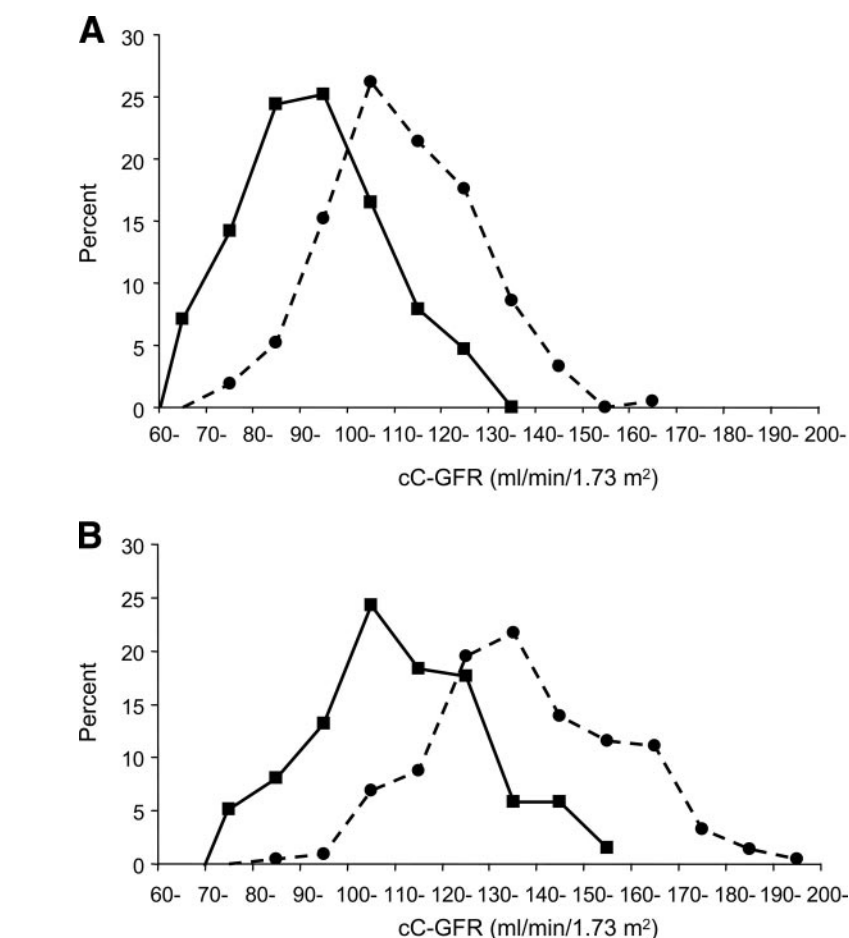 A
30
25
20
15
10
5
0
Percent
60- 70- 80- 90- 100- 110- 120- 130- 140- 150- 160- 170- 180- 190- 200-
cC-GFR (ml/min/1.73 m²)
B
30
25
20
15
10
5
0
Percent
60- 70- 80- 90- 100- 110- 120- 130- 140- 150- 160- 170- 180- 190- 200-
cC-GFR (ml/min/1.73 m²)